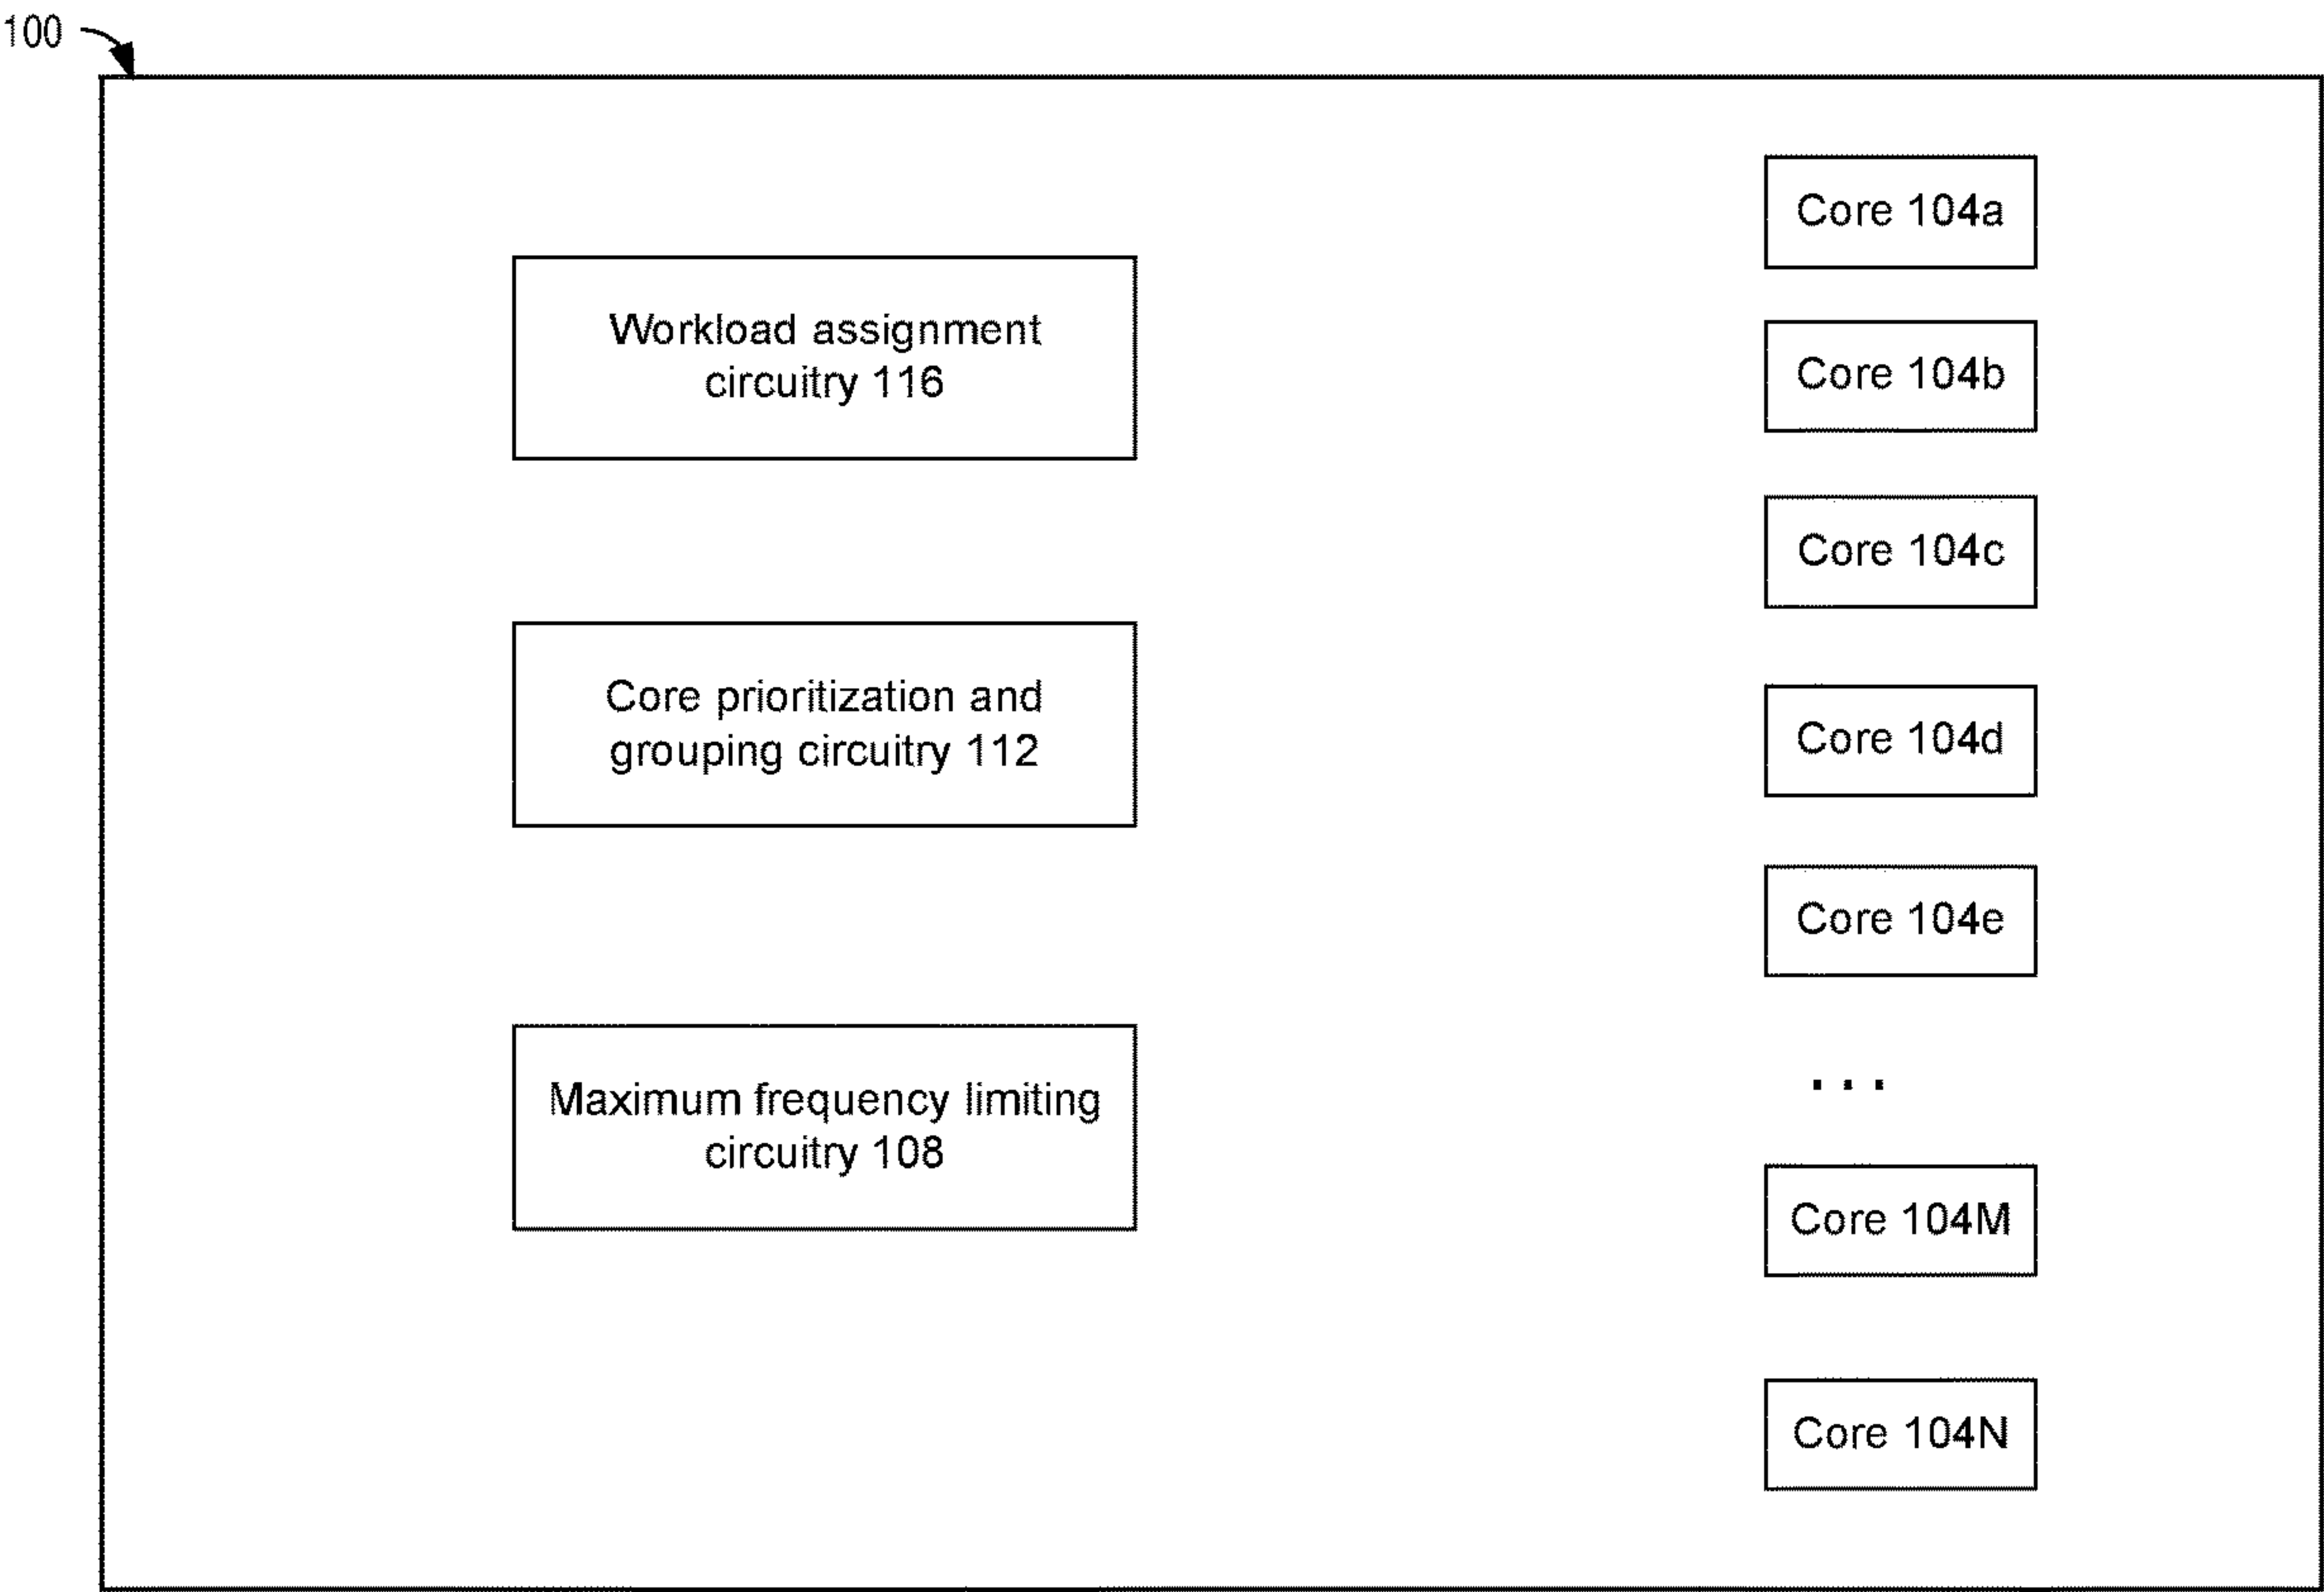 100
Workload assignment
circuitry 116
Core prioritization and
grouping circuitry 112
Maximum frequency limiting
circuitry 108
Core 104a
Core 104b
Core 104c
Core 104d
Core 104e
...
Core 104M
Core 104N